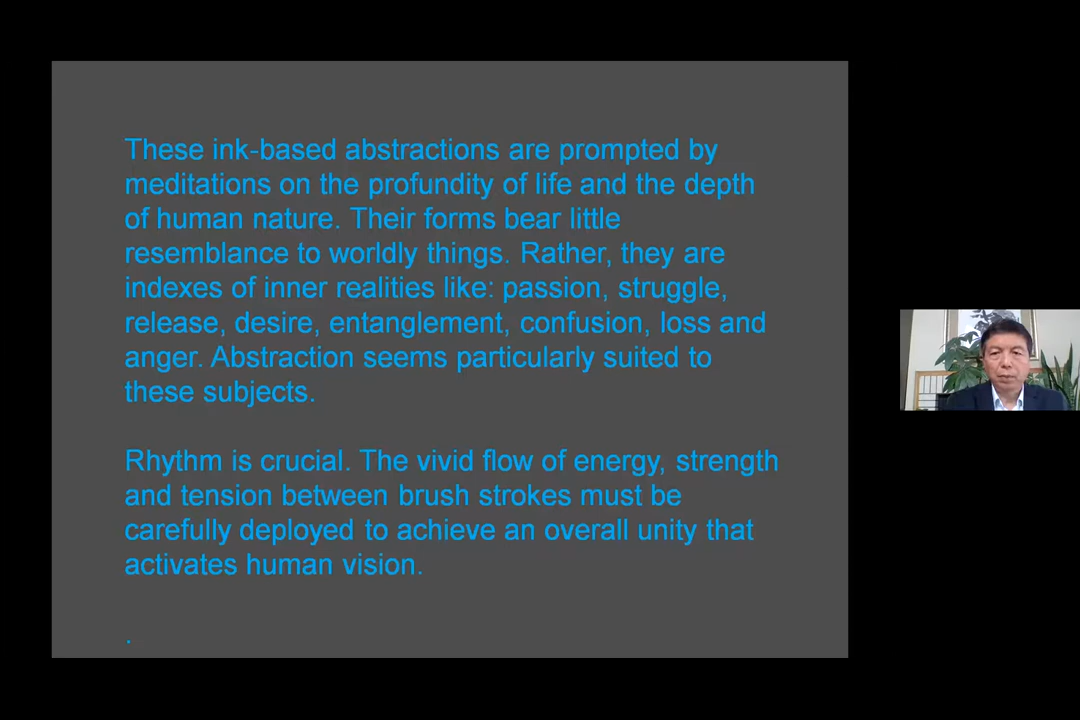 These ink-based abstractions are prompted by
meditations on the profundity of life and the depth
of human nature. Their forms bear little
resemblance to worldly things. Rather, they are
indexes of inner realities like: passion, struggle,
release, desire, entanglement, confusion, loss and
anger. Abstraction seems particularly suited to
these subjects.
Rhythm is crucial. The vivid flow of energy, strength
and tension between brush strokes must be
carefully deployed to achieve an overall unity that
activates human vision.
.